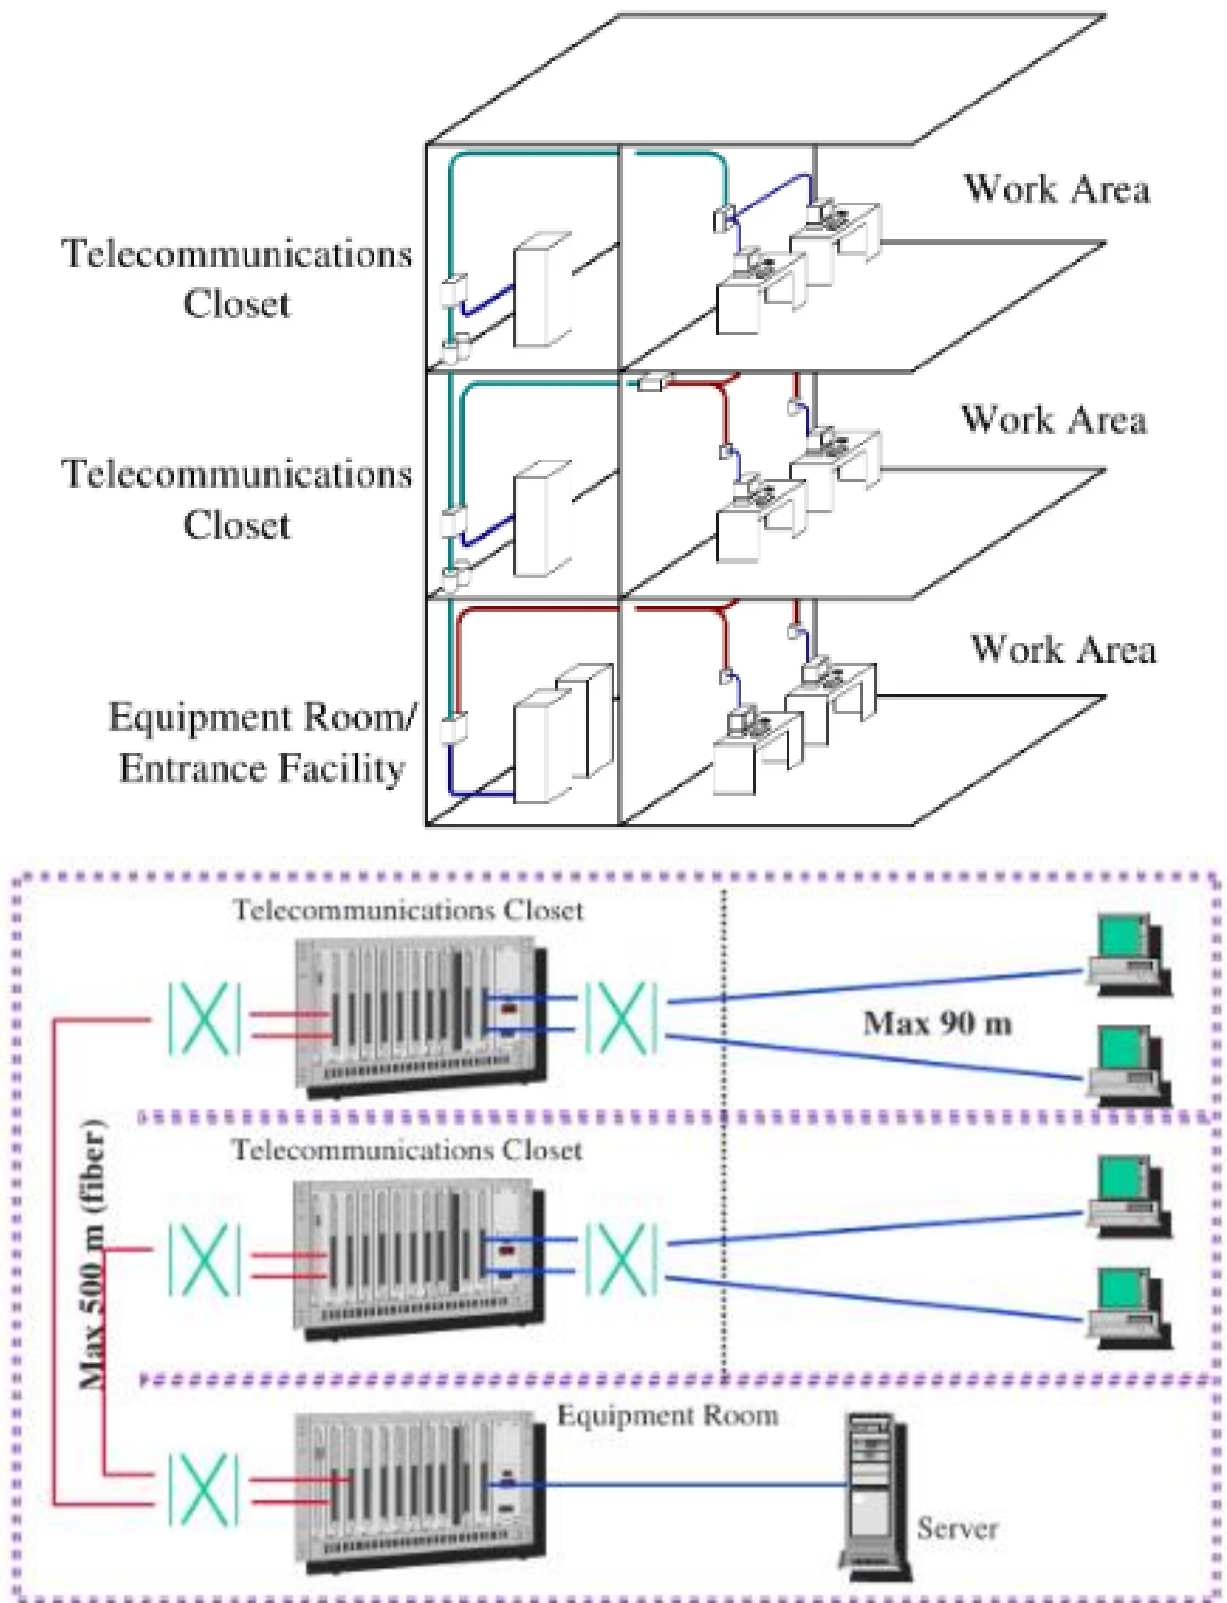 Work Area
Telecommunications
Closet
Work Area
Telecommunications
Closet
Work Area
Equipment Room/
Entrance Facility
Telecommunications Closet
Max 90 m
Max 500 m (fiber)
Telecommunications Closet
Equipment Room
Server